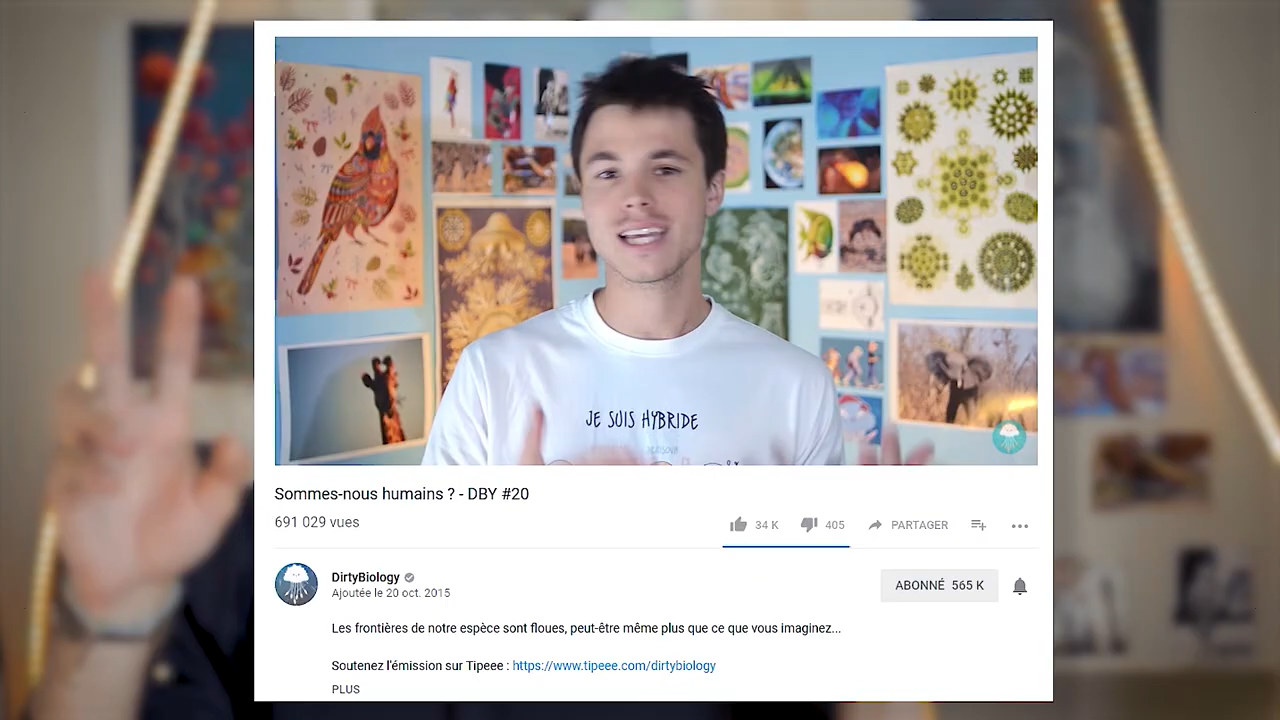 JE SUIS HYBRIDE
Sommes-nous humains ? - DBY #20
691 029 vues
34 K 405 PARTAGER
DirtyBiology
Ajoutée le 20 oct. 2015
ABONNÉ 565 K
Les frontières de notre espèce sont floues, peut-être même plus que ce que vous imaginez...
Soutenez l'émission sur Tipeee : https://www.tipeee.com/dirtybiology
PLUS